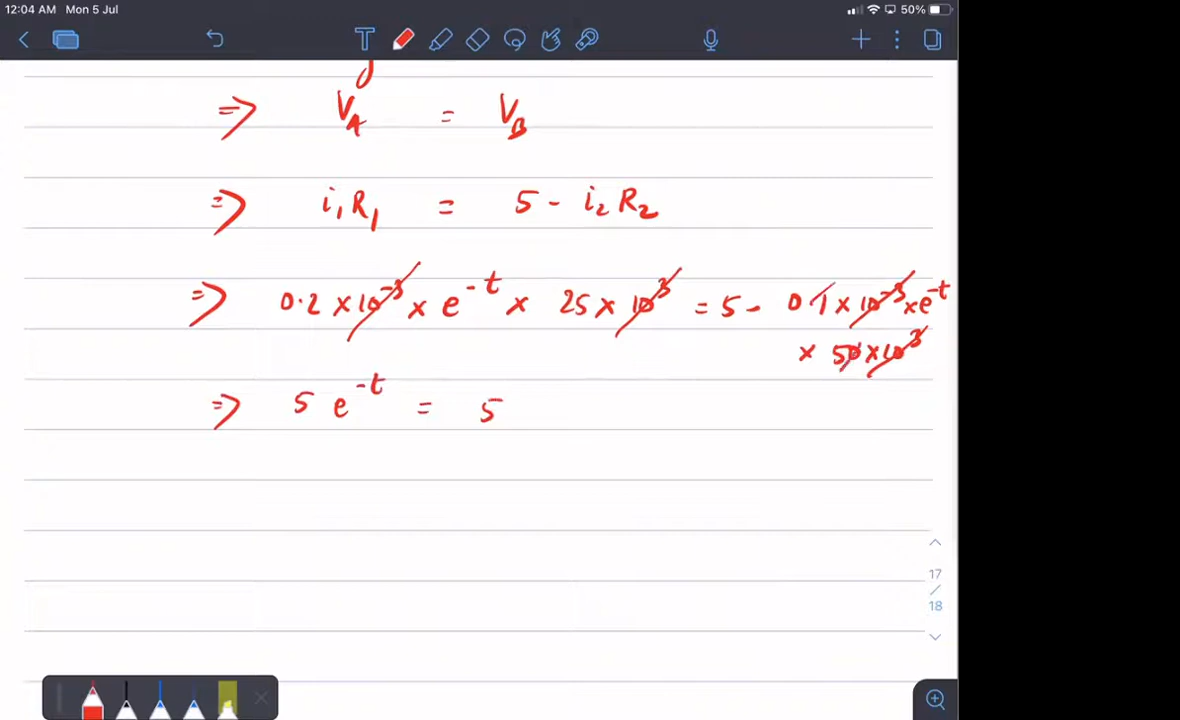 12:04 AM Mon 5 Jul 50%
T
⇒ V_A = V_B
⇒ i₁R₁ = 5 - i₂R₂
⇒ 0.2 × 10⁻³ × e⁻ᵗ × 25 × 10³ = 5 - 0.1 × 10⁻³ × e⁻ᵗ
× 50 × 10³
⇒ 5 e⁻ᵗ = 5
17
/
18